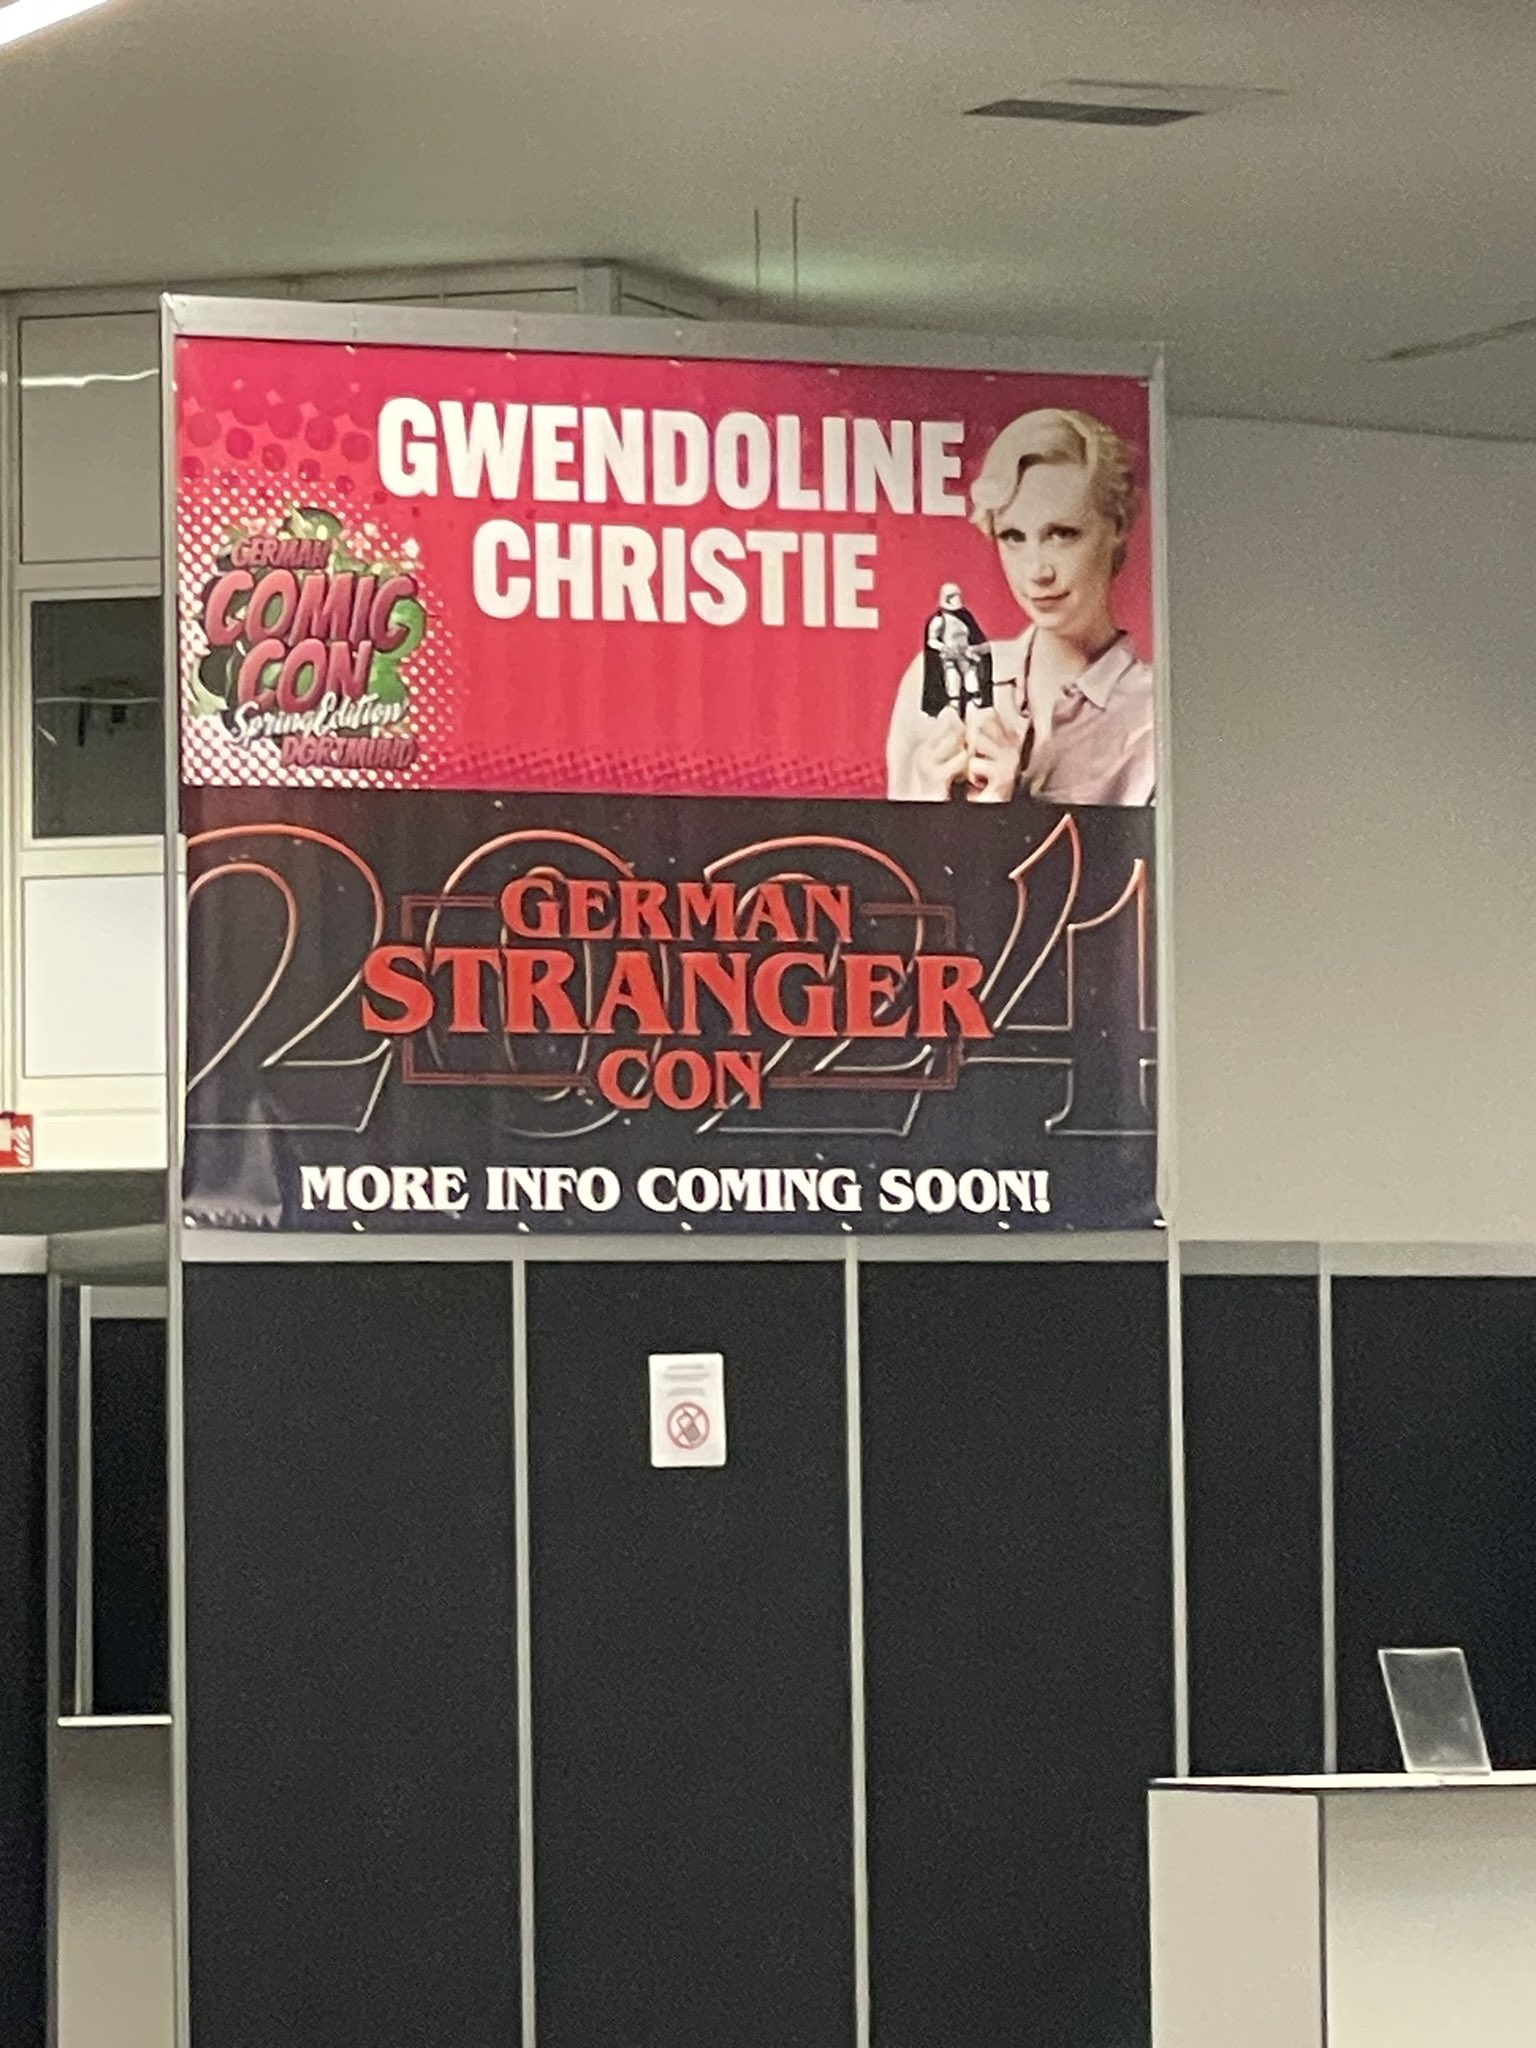 GWENDOLINE
CHRISTIE
GERMAN
COMIC
CON
Spring Edition
DORTMUND
2024
GERMAN
STRANGER
CON
MORE INFO COMING SOON!